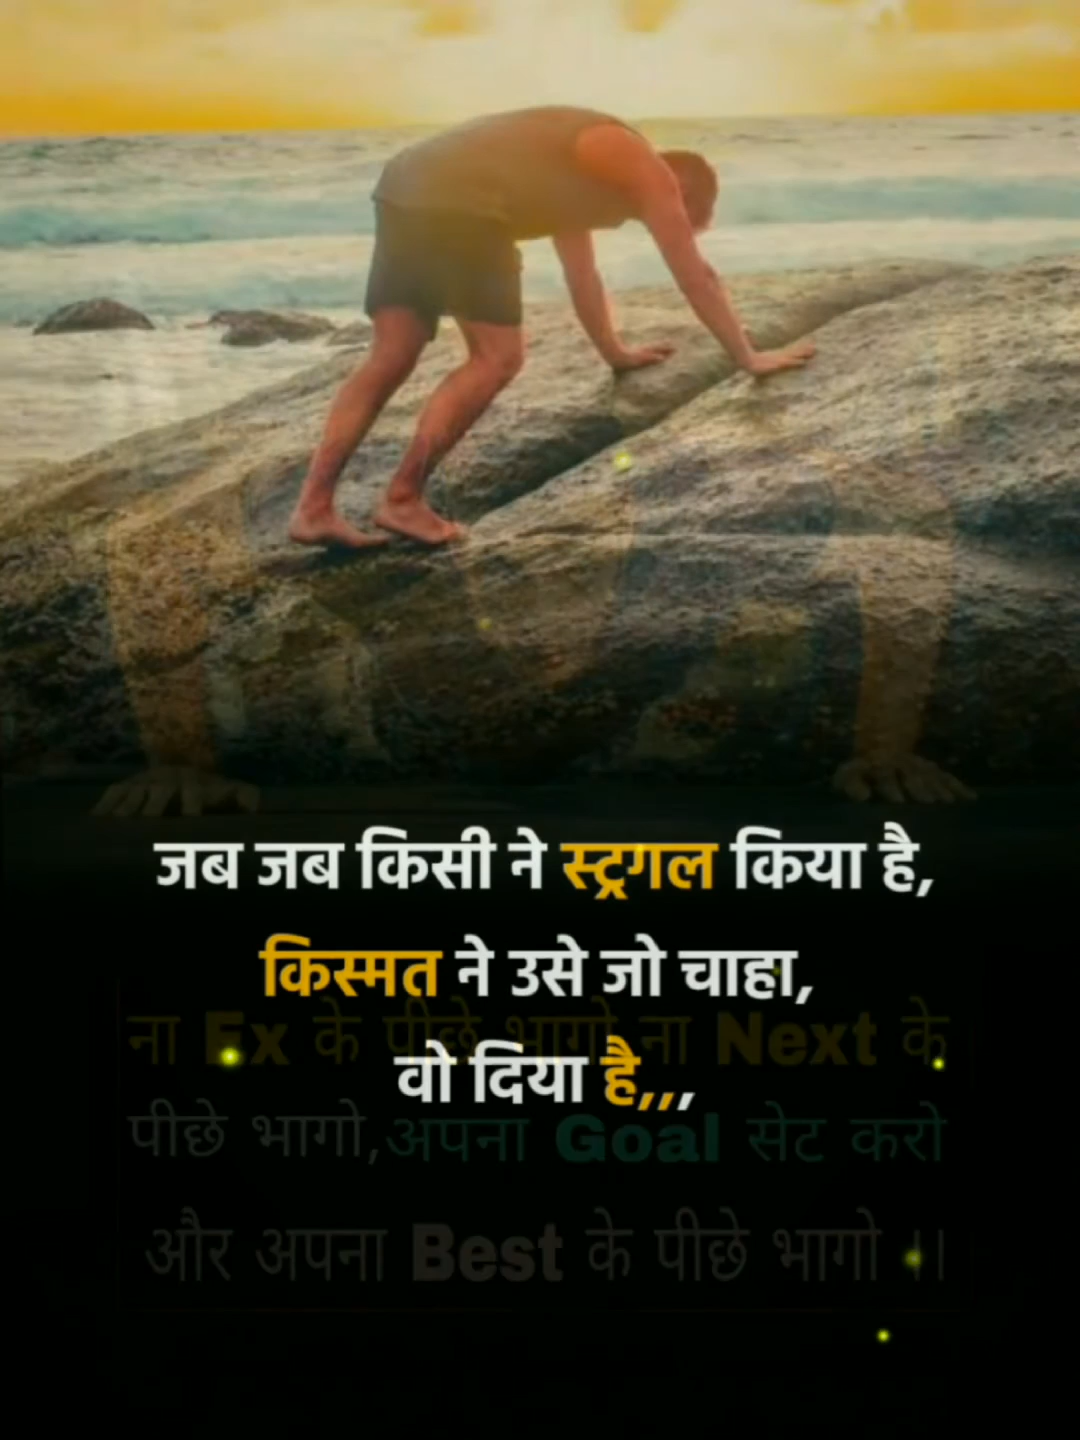 जब जब किसी ने स्ट्रगल किया है,
किस्मत ने उसे जो चाहा,
वो दिया है,,,
ना Ex के पीछे भागो ना Next के
पीछे भागो,अपना Goal सेट करो
और अपना Best के पीछे भागो ।।